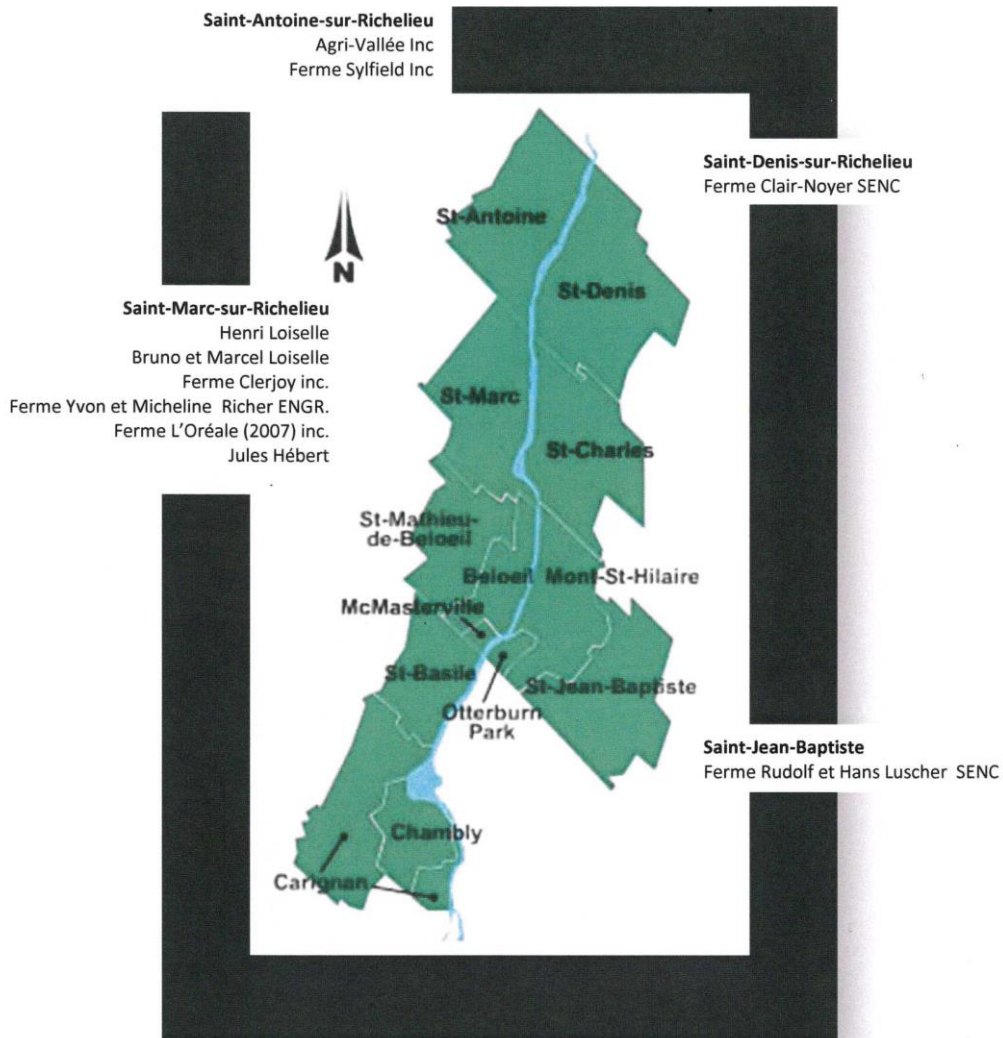 Saint-Antoine-sur-Richelieu
Agri-Vallée Inc
Ferme Sylfield Inc
Saint-Denis-sur-Richelieu
Ferme Clair-Noyer SENC
Saint-Marc-sur-Richelieu
Henri Loiselle
Bruno et Marcel Loiselle
Ferme Clerjoy inc.
Ferme Yvon et Micheline Richer ENGR.
Ferme L'Oréale (2007) inc.
Jules Hébert
Saint-Jean-Baptiste
Ferme Rudolf et Hans Luscher SENC
N
St-Antoine
St-Denis
St-Marc
St-Charles
St-Mathieu-
de-Beloeil
Beloeil
Mont-St-Hilaire
McMasterville
St-Basile
St-Jean-Baptiste
Otterburn
Park
Chambly
Carignan